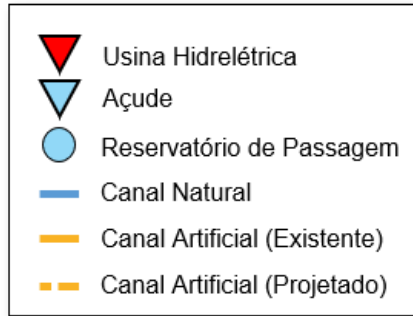 Usina Hidrelétrica
Açude
Reservatório de Passagem
Canal Natural
Canal Artificial (Existente)
Canal Artificial (Projetado)